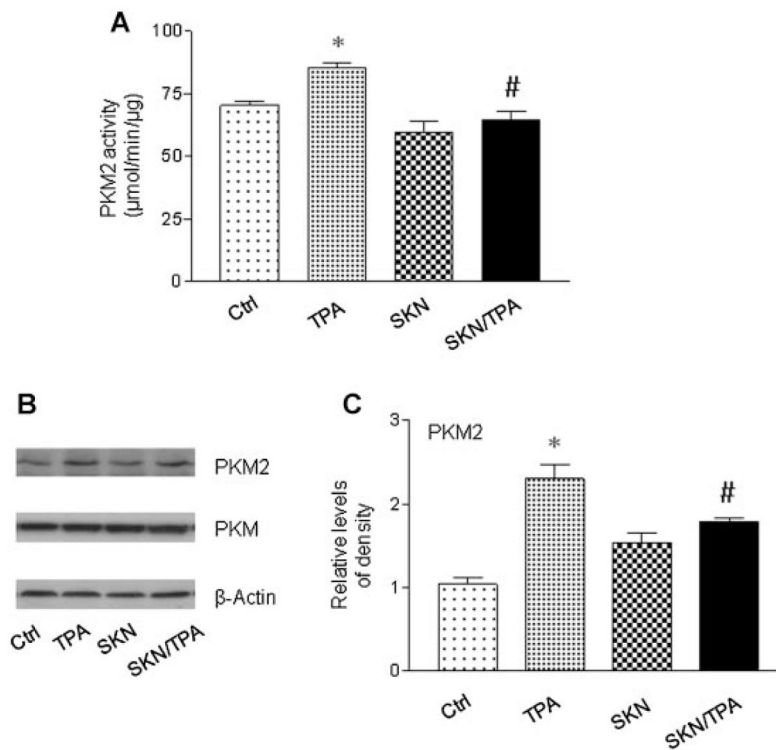 A
PKM2 activity
(µmol/min/µg)
100
75
50
25
0
*
#
Ctrl
TPA
SKN
SKN/TPA
B
PKM2
PKM
β-Actin
Ctrl
TPA
SKN
SKN/TPA
C
PKM2
Relative levels
of density
3
2
1
0
*
#
Ctrl
TPA
SKN
SKN/TPA